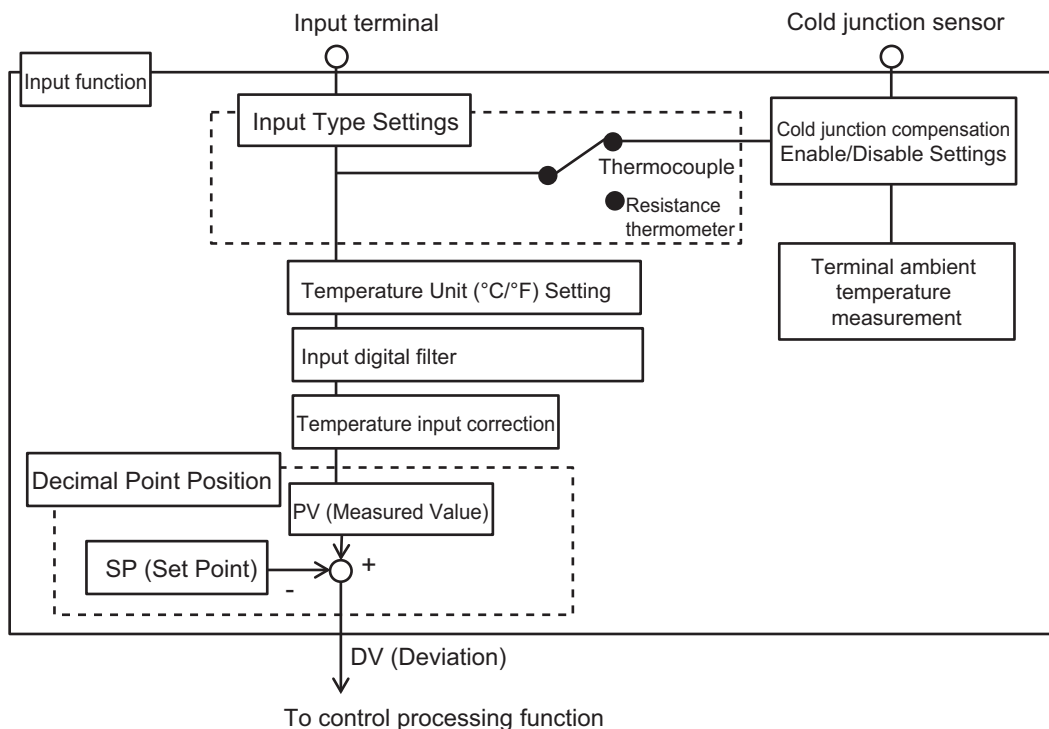 Input terminal
Cold junction sensor
Input function
Input Type Settings
Cold junction compensation
Enable/Disable Settings
Thermocouple
Resistance
thermometer
Terminal ambient
temperature
measurement
Temperature Unit (°C/°F) Setting
Input digital filter
Temperature input correction
Decimal Point Position
PV (Measured Value)
SP (Set Point)
+
-
DV (Deviation)
To control processing function